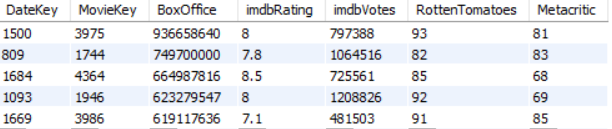 DateKey MovieKey BoxOffice imdbRating imdbVotes RottenTomatoes Metacritic
1500 3975 936658640 8 797388 93 81
809 1744 749700000 7.8 1064516 82 83
1684 4364 664987816 8.5 725561 85 68
1093 1946 623279547 8 1208826 92 69
1669 3986 619117636 7.1 481503 91 85